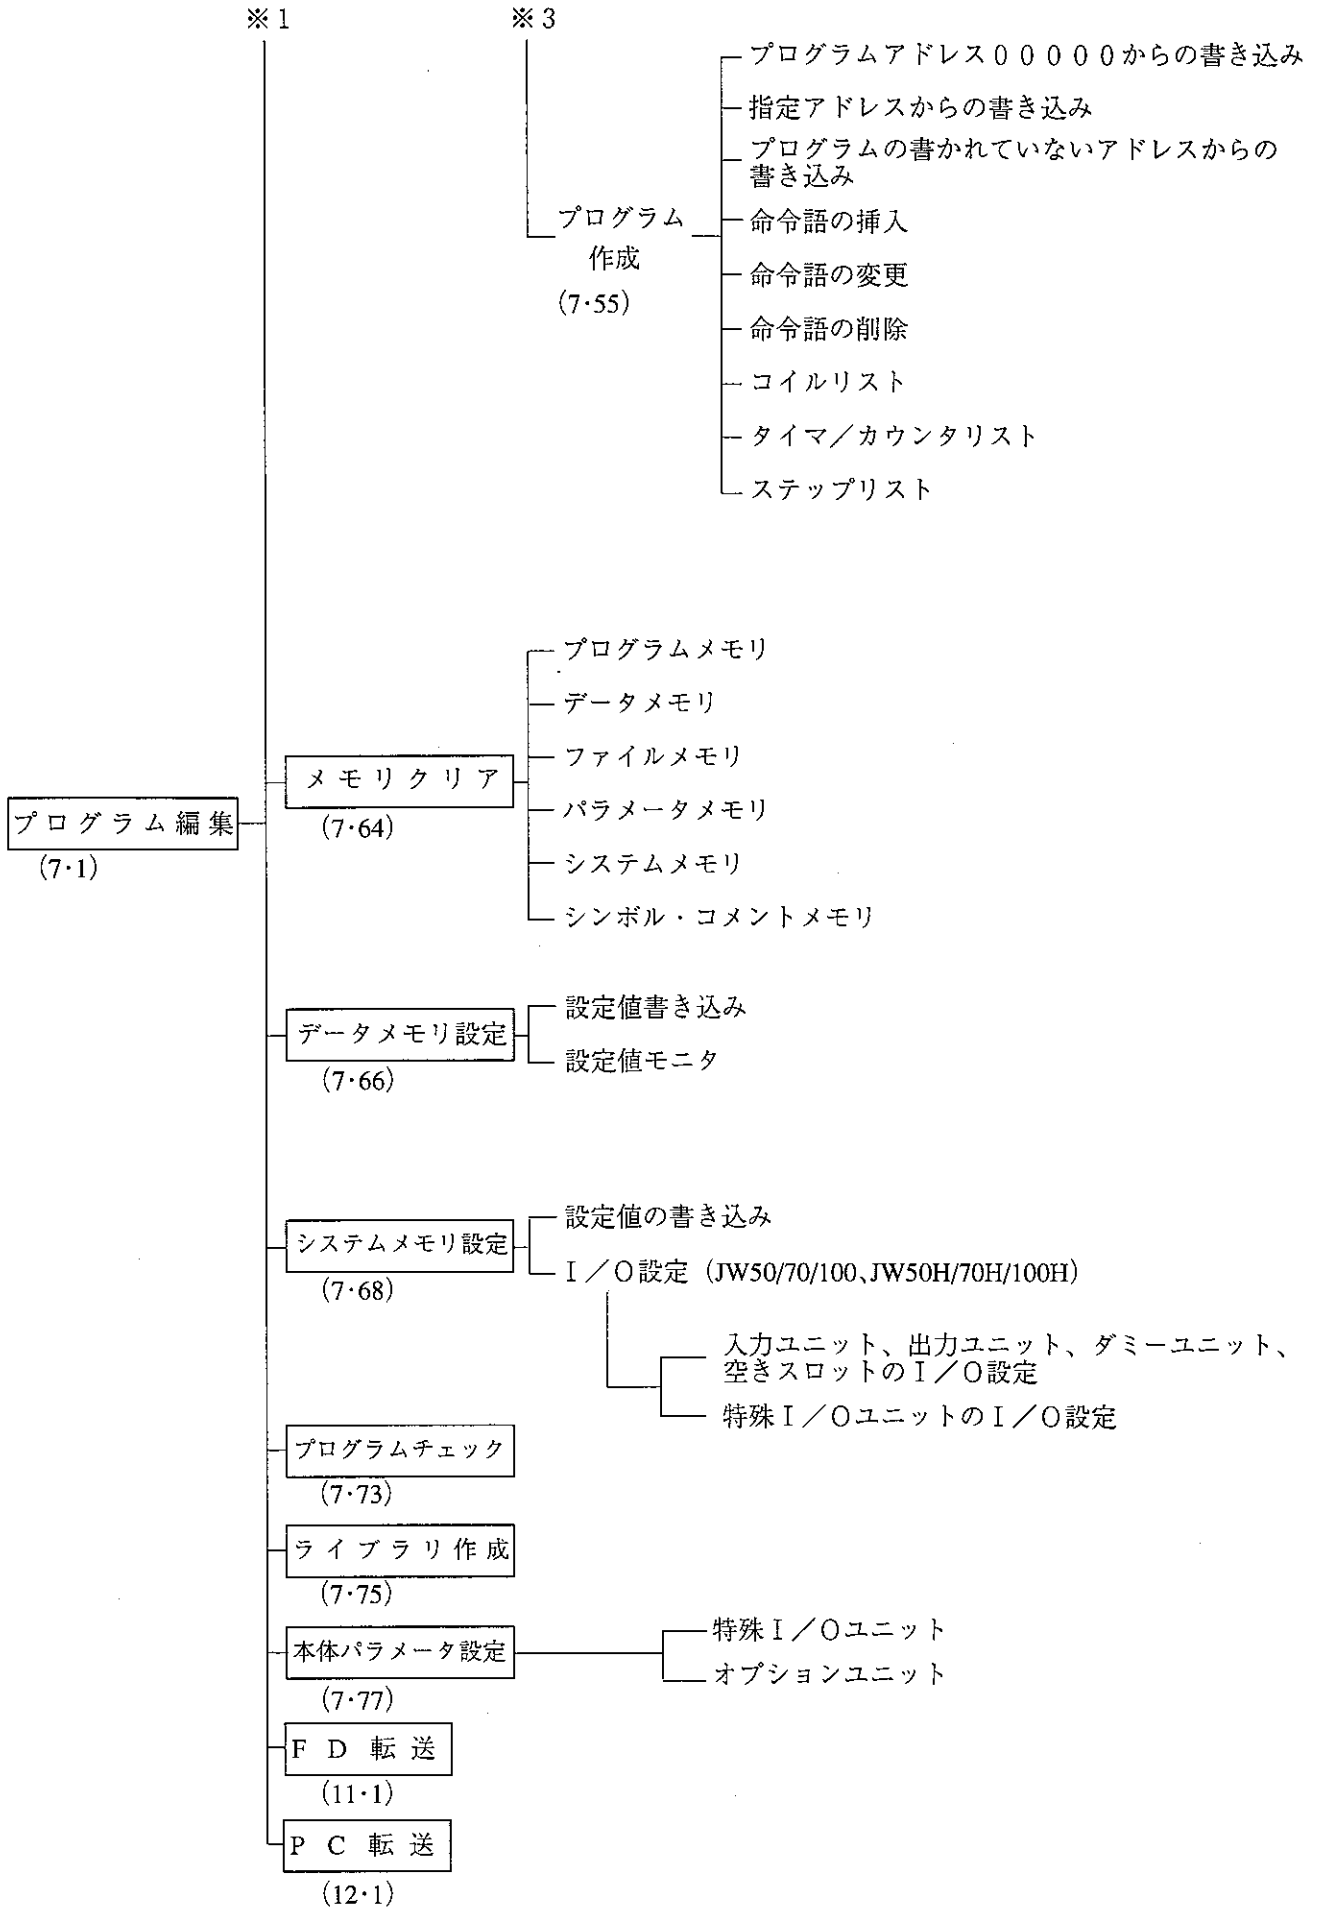 ※1
※3
プログラムアドレス00000からの書き込み
指定アドレスからの書き込み
プログラムの書かれていないアドレスからの
書き込み
プログラム
作成
(7・55)
命令語の挿入
命令語の変更
命令語の削除
コイルリスト
タイマ／カウンタリスト
ステップリスト
プログラム編集
(7・1)
メモリクリア
(7・64)
プログラムメモリ
データメモリ
ファイルメモリ
パラメータメモリ
システムメモリ
シンボル・コメントメモリ
データメモリ設定
(7・66)
設定値書き込み
設定値モニタ
システムメモリ設定
(7・68)
設定値の書き込み
I／O設定（JW50/70/100、JW50H/70H/100H）
入力ユニット、出力ユニット、ダミーユニット、
空きスロットのI／O設定
特殊I／OユニットのI／O設定
プログラムチェック
(7・73)
ライブラリ作成
(7・75)
本体パラメータ設定
(7・77)
特殊I／Oユニット
オプションユニット
FD転送
(11・1)
PC転送
(12・1)